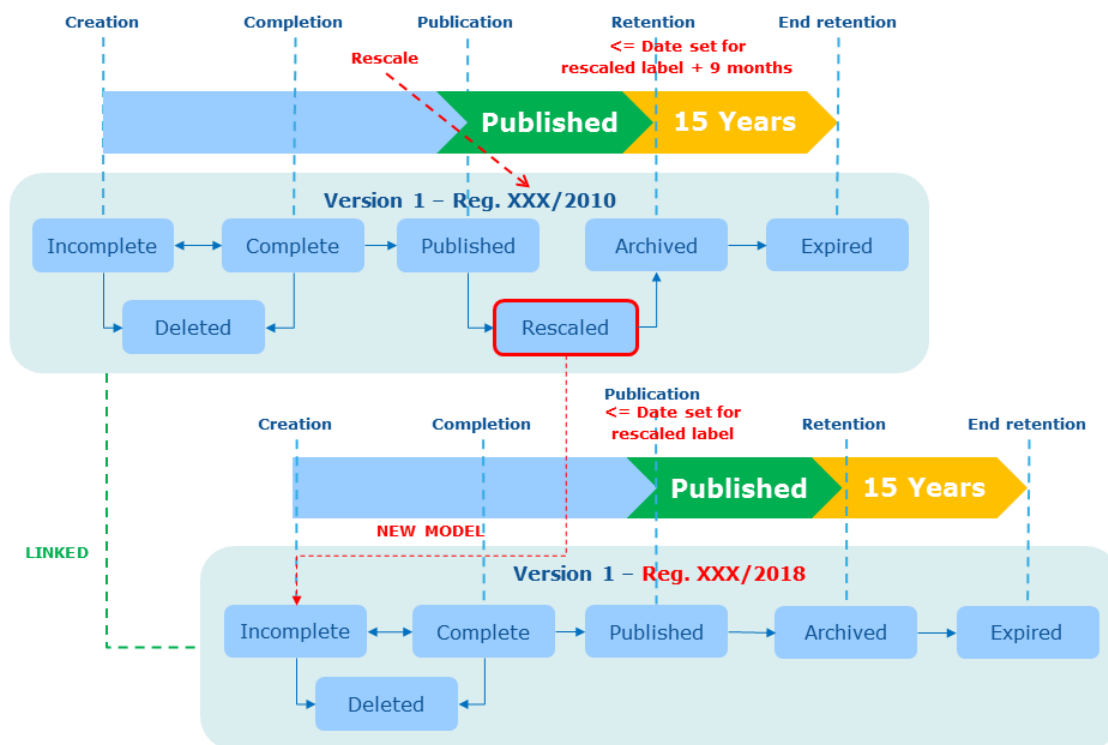 Creation
Completion
Publication
Retention
End retention
<= Date set for
rescaled label + 9 months
Rescale
Published
15 Years
Version 1 – Reg. XXX/2010
Incomplete
Complete
Published
Archived
Expired
Deleted
Rescaled
Publication
<= Date set for
rescaled label
Creation
Completion
Retention
End retention
Published
15 Years
NEW MODEL
LINKED
Version 1 – Reg. XXX/2018
Incomplete
Complete
Published
Archived
Expired
Deleted